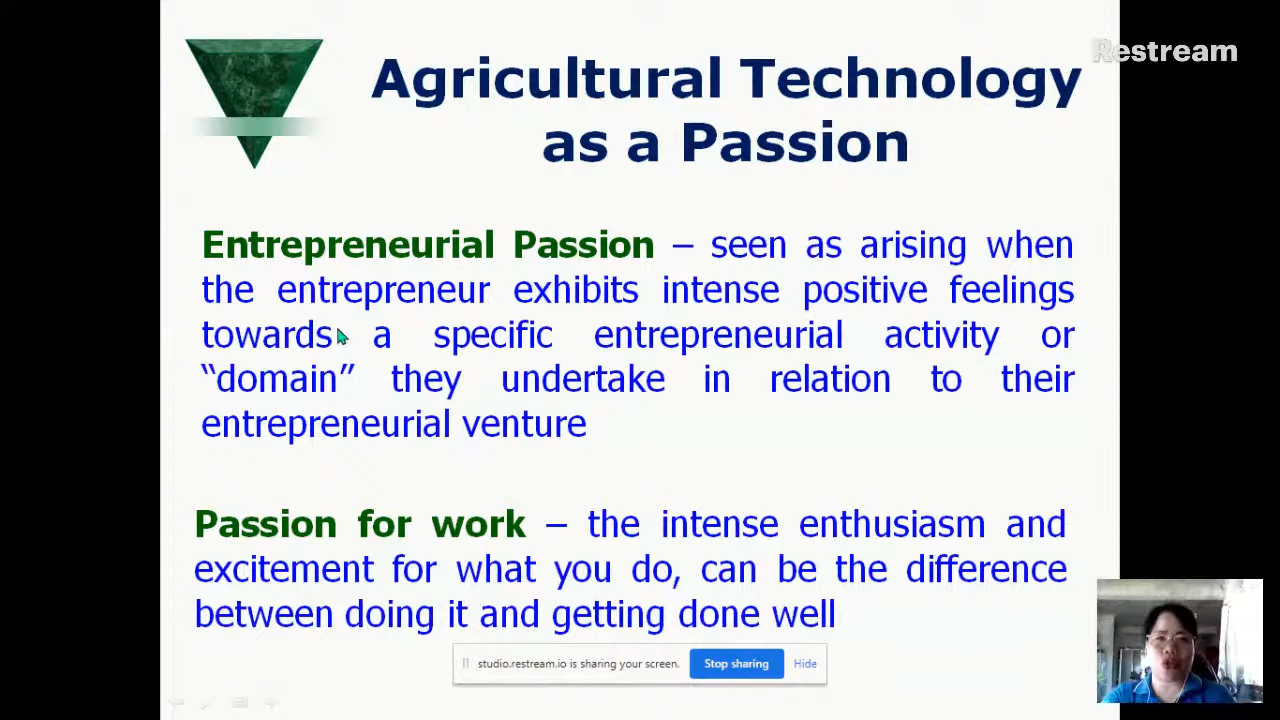 Restream
Agricultural Technology
as a Passion
Entrepreneurial Passion – seen as arising when
the entrepreneur exhibits intense positive feelings
towards a specific entrepreneurial activity or
“domain” they undertake in relation to their
entrepreneurial venture
Passion for work – the intense enthusiasm and
excitement for what you do, can be the difference
between doing it and getting done well
studio.restream.io is sharing your screen. Stop sharing Hide